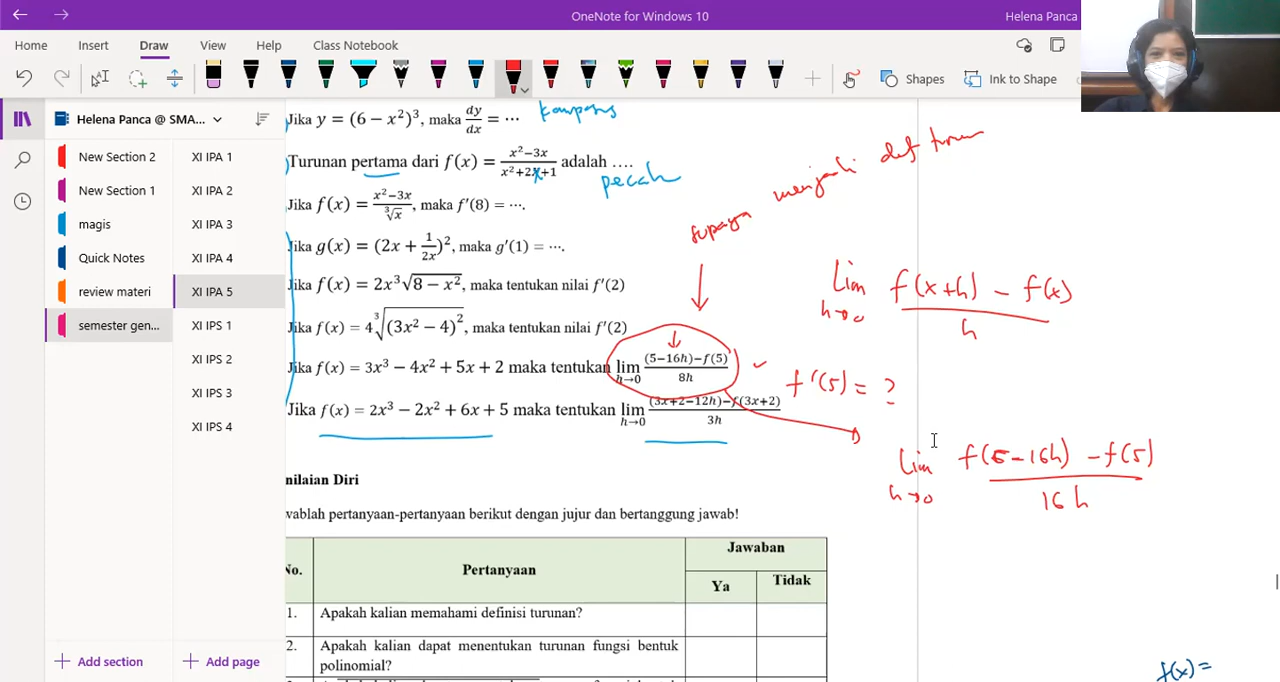 OneNote for Windows 10
Helena Panca
Home Insert Draw View Help Class Notebook
Shapes Ink to Shape
Helena Panca @ SMA...
New Section 2
New Section 1
magis
Quick Notes
review materi
semester gen...
XI IPA 1
XI IPA 2
XI IPA 3
XI IPA 4
XI IPA 5
XI IPS 1
XI IPS 2
XI IPS 3
XI IPS 4
+ Add section
+ Add page
Jika y = (6 − x²)³, maka dy/dx = ⋯
Turunan pertama dari f(x) = (x²−3x)/(x²+2x+1) adalah ….
pecah
Jika f(x) = (x²−3x)/∛x, maka f′(8) = ⋯.
Jika g(x) = (2x + 1/2x)², maka g′(1) = ⋯.
Jika f(x) = 2x³√(8 − x²), maka tentukan nilai f′(2)
Jika f(x) = 4∛((3x² − 4)²), maka tentukan nilai f′(2)
Jika f(x) = 3x³ − 4x² + 5x + 2 maka tentukan lim h→0 ((5−16h)−f(5))/8h
Jika f(x) = 2x³ − 2x² + 6x + 5 maka tentukan lim h→0 ((3x+2−12h)−f(3x+2))/3h
supaya menjadi def turun
Lim h→0 (f(x+h) − f(x))/h
f'(5) = ?
Lim h→0 (f(5−16h) − f(5))/16h
f(x) =
nilaian Diri
wablah pertanyaan-pertanyaan berikut dengan jujur dan bertanggung jawab!
No. Pertanyaan Jawaban
Ya Tidak
1. Apakah kalian memahami definisi turunan?
2. Apakah kalian dapat menentukan turunan fungsi bentuk
polinomial?